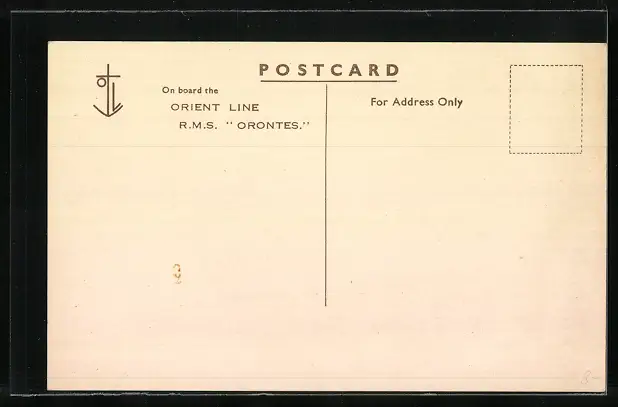 POSTCARD
On board the
ORIENT LINE
R.M.S. "ORONTES."
For Address Only